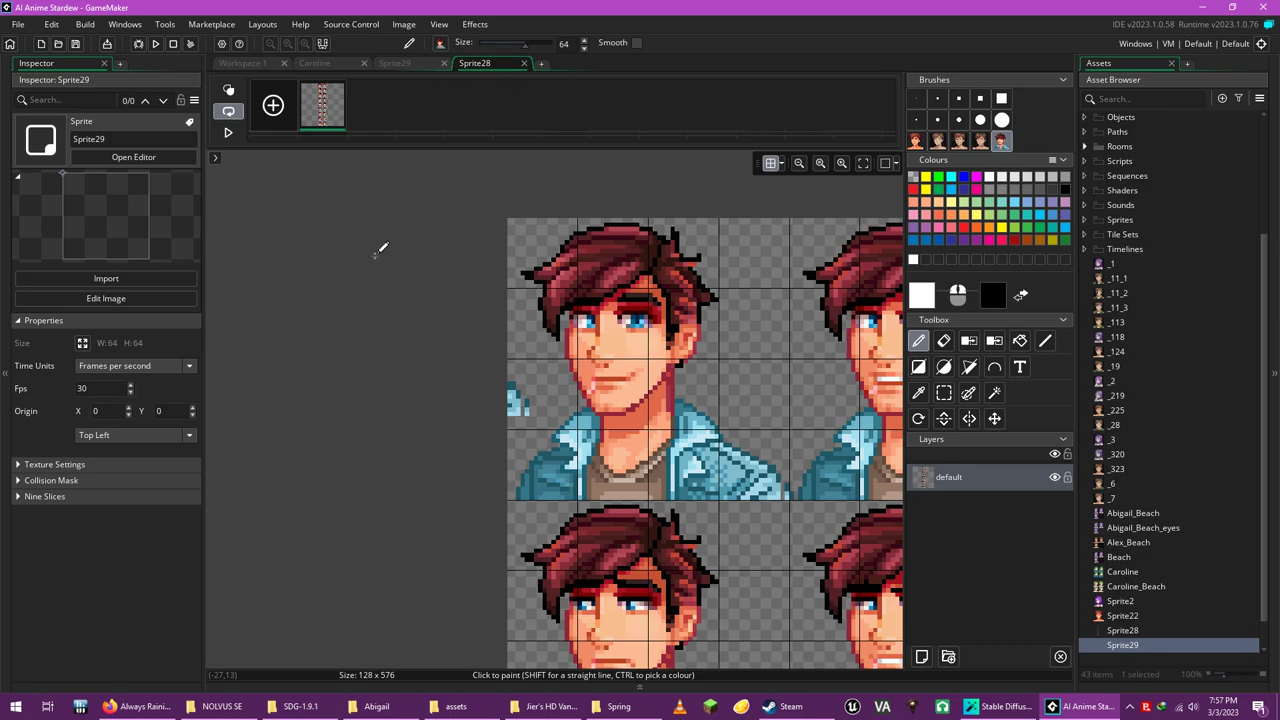 AI Anime Stardew - GameMaker
File Edit Build Windows Tools Marketplace Layouts Help Source Control Image View Effects
IDE v2023.1.0.58 Runtime v2023.1.0.76
Size: 64 Smooth
Windows | VM | Default | Default
Inspector
Workspace 1 Caroline Sprite29 Sprite28
Assets
Inspector: Sprite29
Brushes
Asset Browser
Search... 0/0
Search...
Sprite
Sprite29
Open Editor
Colours
Import
Edit Image
Properties
Size W: 64 H: 64
Time Units Frames per second
Fps 30
Origin X 0 Y 0
Top Left
Texture Settings
Collision Mask
Nine Slices
Toolbox
Layers
default
Objects
Paths
Rooms
Scripts
Sequences
Shaders
Sounds
Sprites
Tile Sets
Timelines
_1
_11_1
_11_2
_11_3
_113
_118
_124
_19
_2
_219
_225
_28
_3
_320
_323
_6
_7
Abigail_Beach
Abigail_Beach_eyes
Alex_Beach
Beach
Caroline
Caroline_Beach
Sprite2
Sprite22
Sprite28
Sprite29
(-27,13) Size: 128 x 576 Click to paint (SHIFT for a straight line, CTRL to pick a colour)
43 items 1 selected 100%
Always Raini... NOLVUS SE SDG-1.9.1 Abigail assets Jier's HD Van... Spring Steam VA Stable Diffus... AI Anime Sta...
7:57 PM
3/3/2023